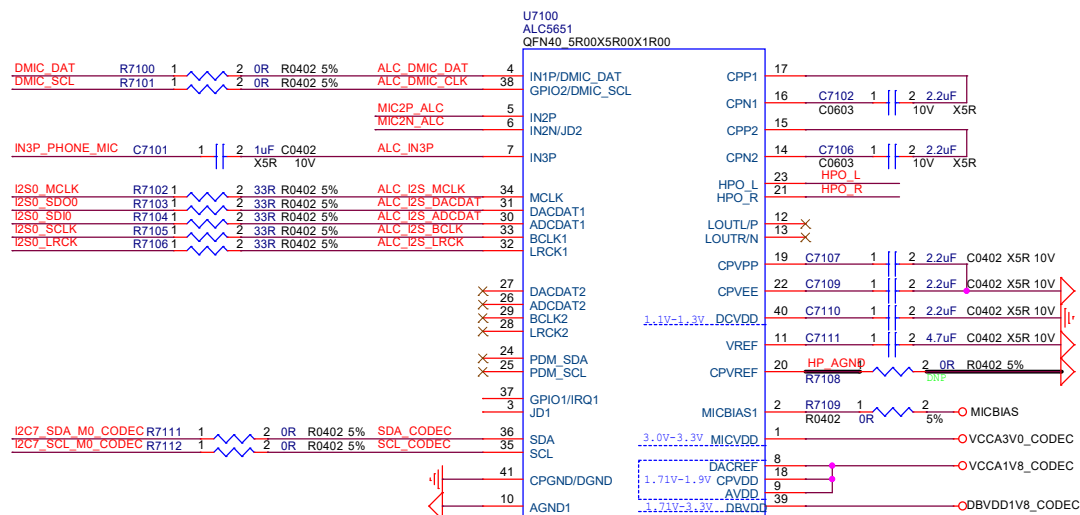 U7100
ALC5651
QFN40_5R00X5R00X1R00
DMIC_DAT R7100 1 2 0R R0402 5% ALC_DMIC_DAT 4 IN1P/DMIC_DAT
DMIC_SCL R7101 1 2 0R R0402 5% ALC_DMIC_CLK 38 GPIO2/DMIC_SCL
MIC2P_ALC 5 IN2P
MIC2N_ALC 6 IN2N/JD2
IN3P_PHONE_MIC C7101 1 2 1uF C0402 ALC_IN3P 7 IN3P
X5R 10V
I2S0_MCLK R7102 1 2 33R R0402 5% ALC_I2S_MCLK 34 MCLK
I2S0_SDO0 R7103 1 2 33R R0402 5% ALC_I2S_DACDAT 31 DACDAT1
I2S0_SDI0 R7104 1 2 33R R0402 5% ALC_I2S_ADCDAT 30 ADCDAT1
I2S0_SCLK R7105 1 2 33R R0402 5% ALC_I2S_BCLK 33 BCLK1
I2S0_LRCK R7106 1 2 33R R0402 5% ALC_I2S_LRCK 32 LRCK1
27 DACDAT2
26 ADCDAT2
29 BCLK2
28 LRCK2
24 PDM_SDA
25 PDM_SCL
37 GPIO1/IRQ1
3 JD1
I2C7_SDA_M0_CODEC R7111 1 2 0R R0402 5% SDA_CODEC 36 SDA
I2C7_SCL_M0_CODEC R7112 1 2 0R R0402 5% SCL_CODEC 35 SCL
41 CPGND/DGND
10 AGND1
CPP1 17
CPN1 16 C7102 1 2 2.2uF
C0603 10V X5R
CPP2 15
CPN2 14 C7106 1 2 2.2uF
C0603 10V X5R
HPO_L 23 HPO_L
HPO_R 21 HPO_R
LOUTL/P 12
LOUTR/N 13
CPVPP 19 C7107 1 2 2.2uF C0402 X5R 10V
CPVEE 22 C7109 1 2 2.2uF C0402 X5R 10V
1.1V-1.3V DCVDD 40 C7110 1 2 2.2uF C0402 X5R 10V
VREF 11 C7111 1 2 4.7uF C0402 X5R 10V
CPVREF 20 HP_AGND 1 2 0R R0402 5%
R7108 DNP
MICBIAS1 2 R7109 1 2 MICBIAS
R0402 0R 5%
3.0V-3.3V MICVDD 1 VCCA3V0_CODEC
DACREF 8 VCCA1V8_CODEC
1.71V-1.9V CPVDD 18
AVDD 9
1.71V-3.3V DBVDD 39 DBVDD1V8_CODEC